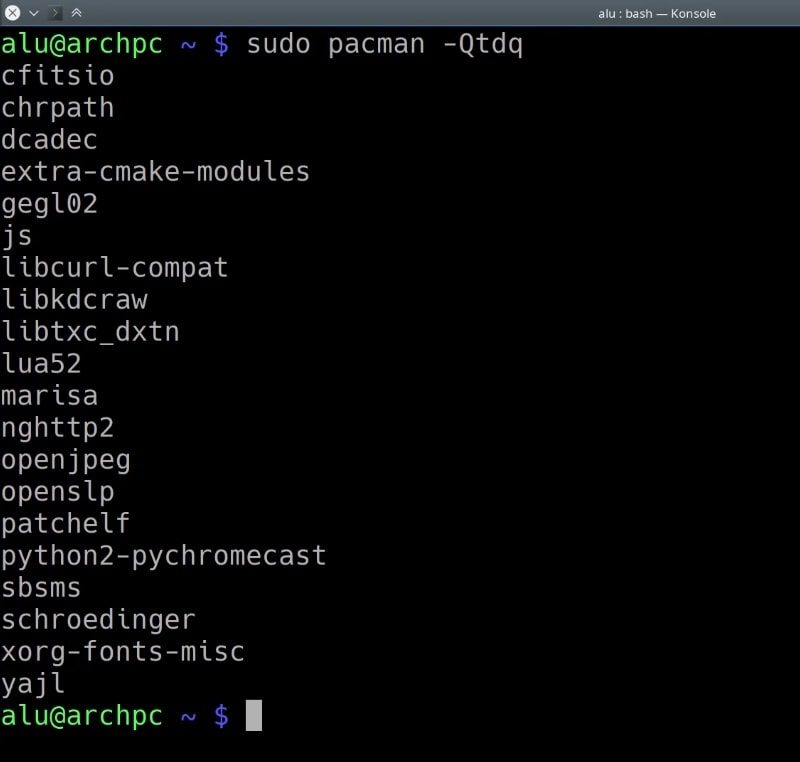 alu : bash — Konsole
alu@archpc ~ $ sudo pacman -Qtdq
cfitsio
chrpath
dcadec
extra-cmake-modules
gegl02
js
libcurl-compat
libkdcraw
libtxc_dxtn
lua52
marisa
nghttp2
openjpeg
openslp
patchelf
python2-pychromecast
sbsms
schroedinger
xorg-fonts-misc
yajl
alu@archpc ~ $